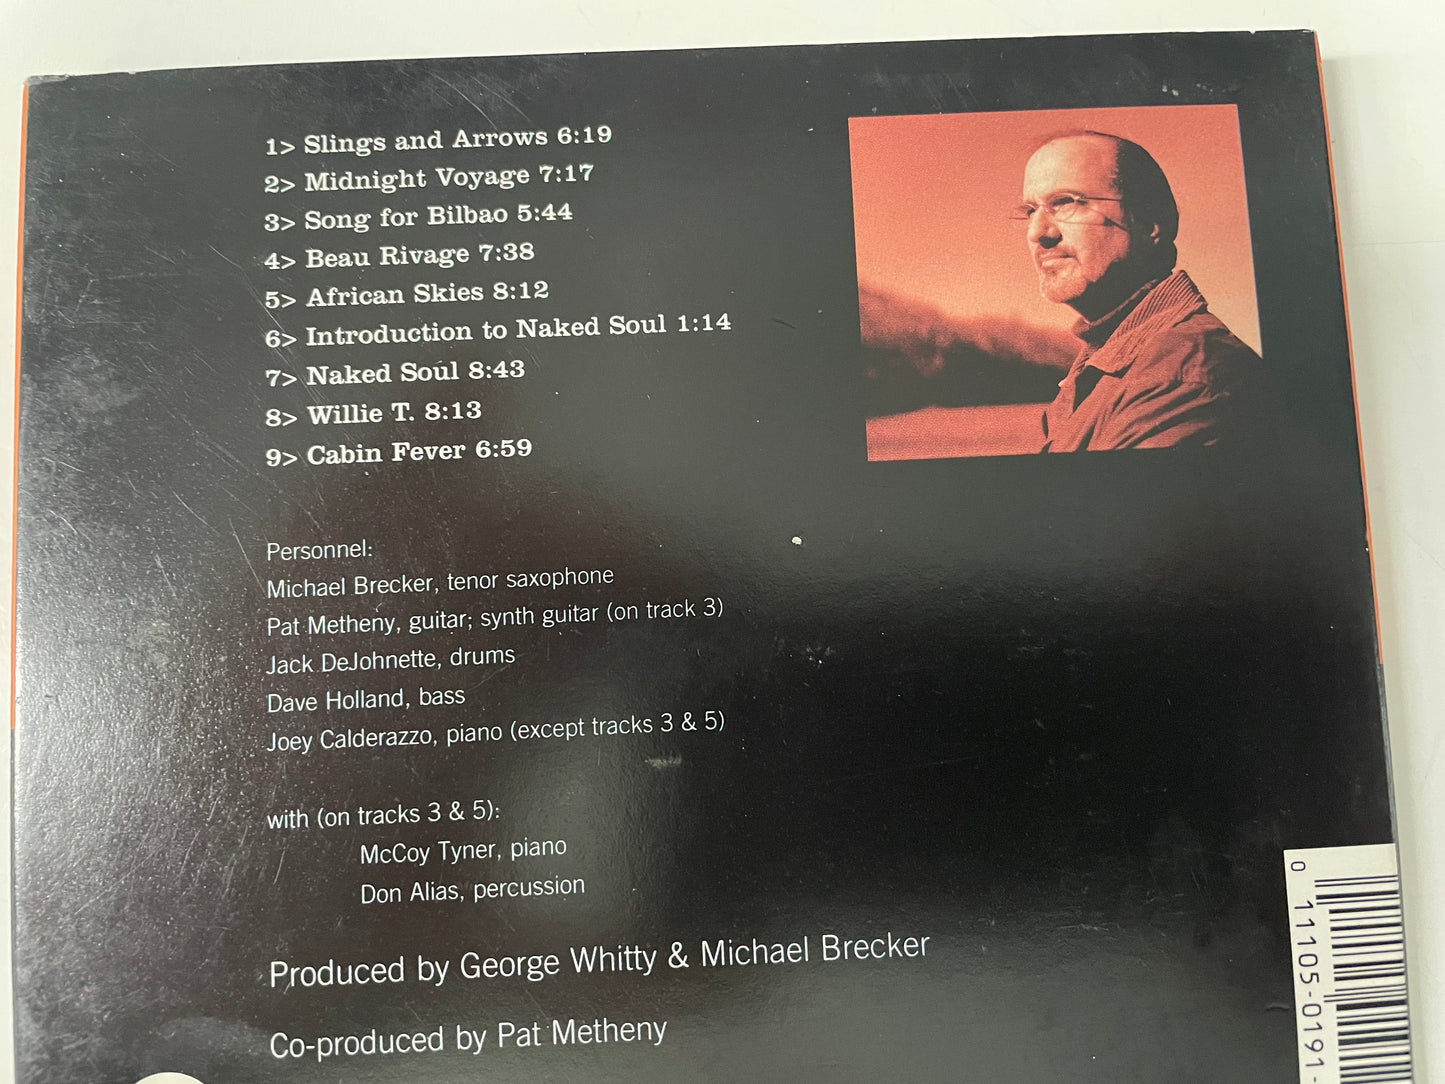 1> Slings and Arrows 6:19
2> Midnight Voyage 7:17
3> Song for Bilbao 5:44
4> Beau Rivage 7:38
5> African Skies 8:12
6> Introduction to Naked Soul 1:14
7> Naked Soul 8:43
8> Willie T. 8:13
9> Cabin Fever 6:59
Personnel:
Michael Brecker, tenor saxophone
Pat Metheny, guitar; synth guitar (on track 3)
Jack DeJohnette, drums
Dave Holland, bass
Joey Calderazzo, piano (except tracks 3 & 5)
with (on tracks 3 & 5):
McCoy Tyner, piano
Don Alias, percussion
Produced by George Whitty & Michael Brecker
Co-produced by Pat Metheny
0 11105-0191-